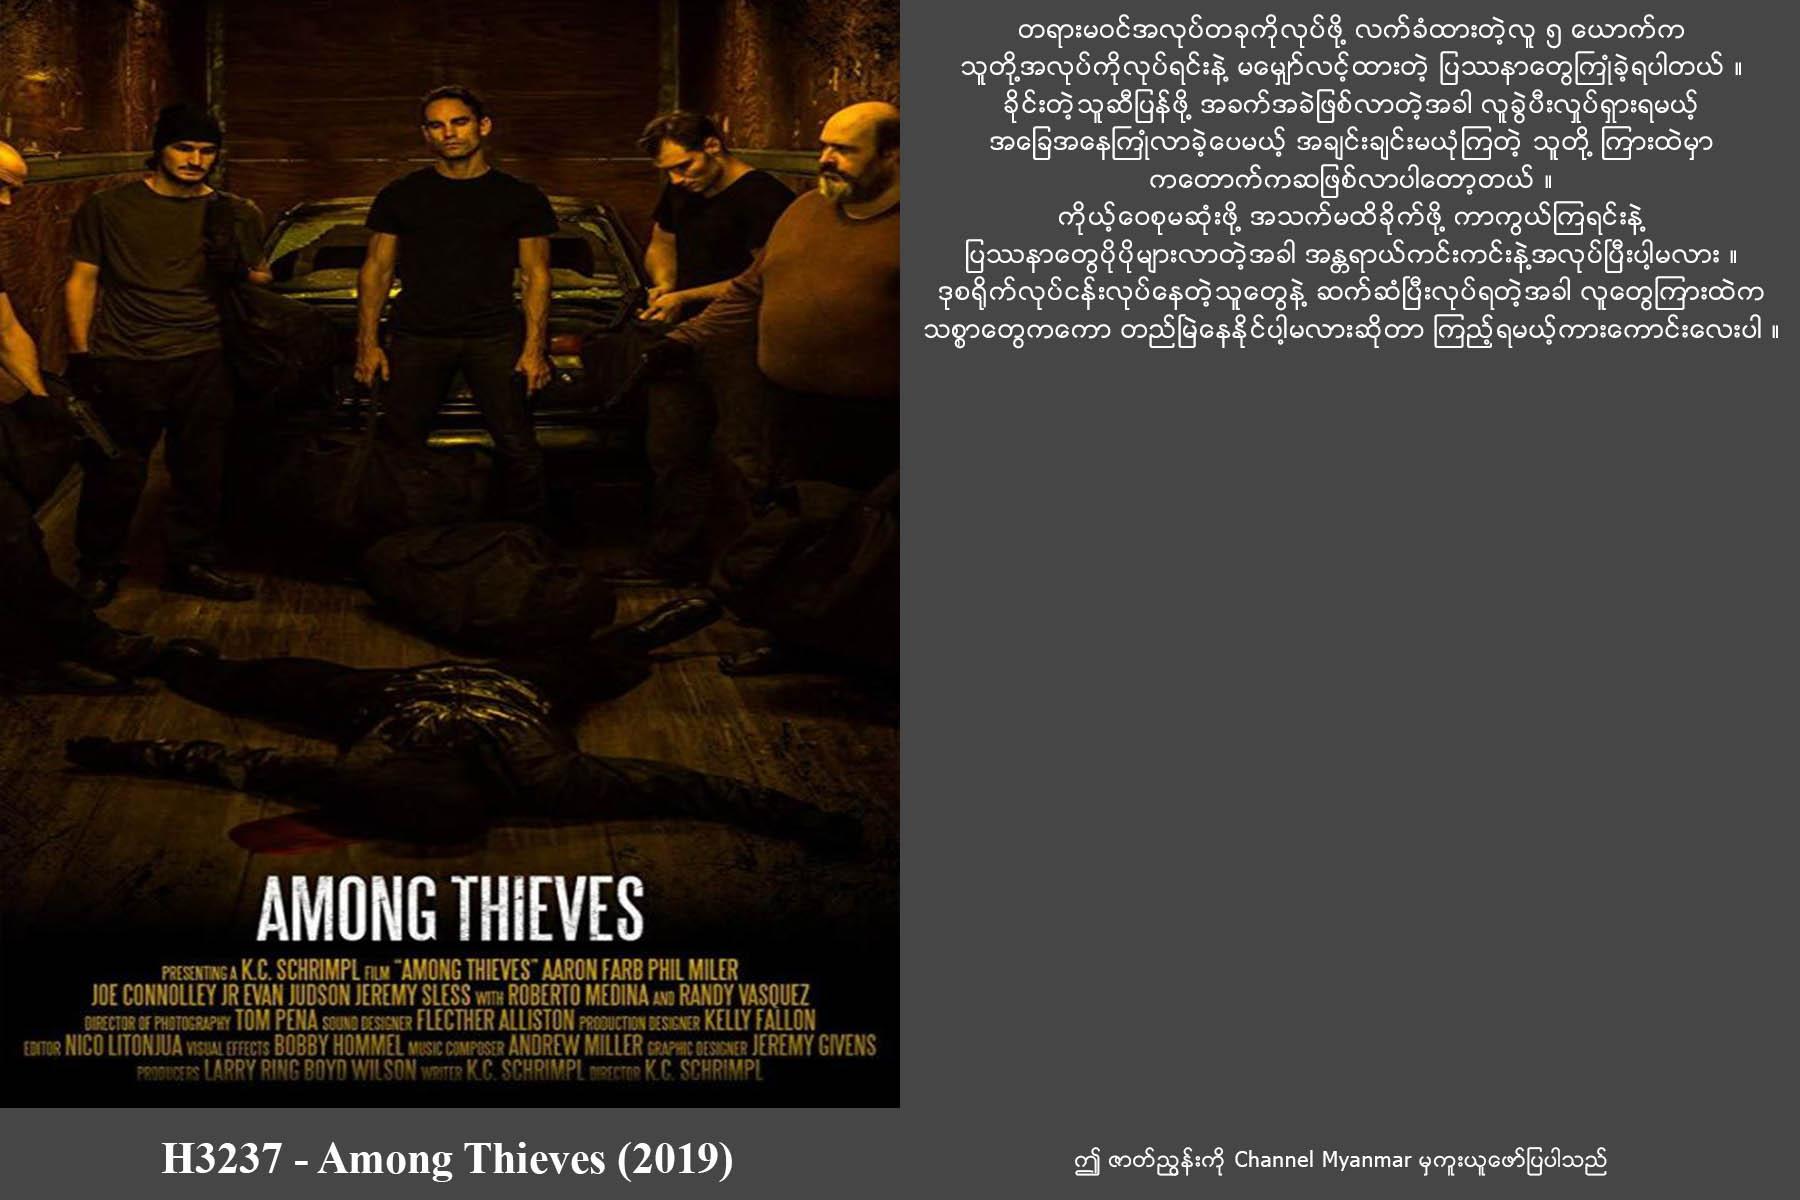 တရားမဝင်အလုပ်တခုကိုလုပ်ဖို့ လက်ခံထားတဲ့လူ ၅ ယောက်က
သူတို့အလုပ်ကိုလုပ်ရင်းနဲ့ မမျှော်လင့်ထားတဲ့ ပြဿနာတွေကြုံခဲ့ရပါတယ် ။
ခိုင်းတဲ့သူဆီပြန်ဖို့ အခက်အခဲဖြစ်လာတဲ့အခါ လူခွဲပီးလှုပ်ရှားရမယ့်
အခြေအနေကြုံလာခဲ့ပေမယ့် အချင်းချင်းမယုံကြတဲ့ သူတို့ ကြားထဲမှာ
ကတောက်ကဆဖြစ်လာပါတော့တယ် ။
ကိုယ့်ဝေစုမဆုံးဖို့ အသက်မထိခိုက်ဖို့ ကာကွယ်ကြရင်းနဲ့
ပြဿနာတွေပိုပိုများလာတဲ့အခါ အန္တရာယ်ကင်းကင်းနဲ့အလုပ်ပြီးပါ့မလား ။
ဒုစရိုက်လုပ်ငန်းလုပ်နေတဲ့သူတွေနဲ့ ဆက်ဆံပြီးလုပ်ရတဲ့အခါ လူတွေကြားထဲက
သစ္စာတွေကကော တည်မြဲနေနိုင်ပါ့မလားဆိုတာ ကြည့်ရမယ့်ကားကောင်းလေးပါ ။
AMONG THIEVES
PRESENTING A K.C. SCHRIMPL FILM "AMONG THIEVES" AARON FARB PHIL MILER
JOE CONNOLLEY JR EVAN JUDSON JEREMY SLESS WITH ROBERTO MEDINA AND RANDY VASQUEZ
DIRECTOR OF PHOTOGRAPHY TOM PENA SOUND DESIGNER FLECTHER ALLISTON PRODUCTION DESIGNER KELLY FALLON
EDITOR NICO LITONJUA VISUAL EFFECTS BOBBY HOMMEL MUSIC COMPOSER ANDREW MILLER GRAPHIC DESIGNER JEREMY GIVENS
PRODUCERS LARRY RING BOYD WILSON WRITER K.C. SCHRIMPL DIRECTOR K.C. SCHRIMPL
H3237 - Among Thieves (2019)
ဤ ဇာတ်ညွှန်းကို Channel Myanmar မှကူးယူဖော်ပြပါသည်